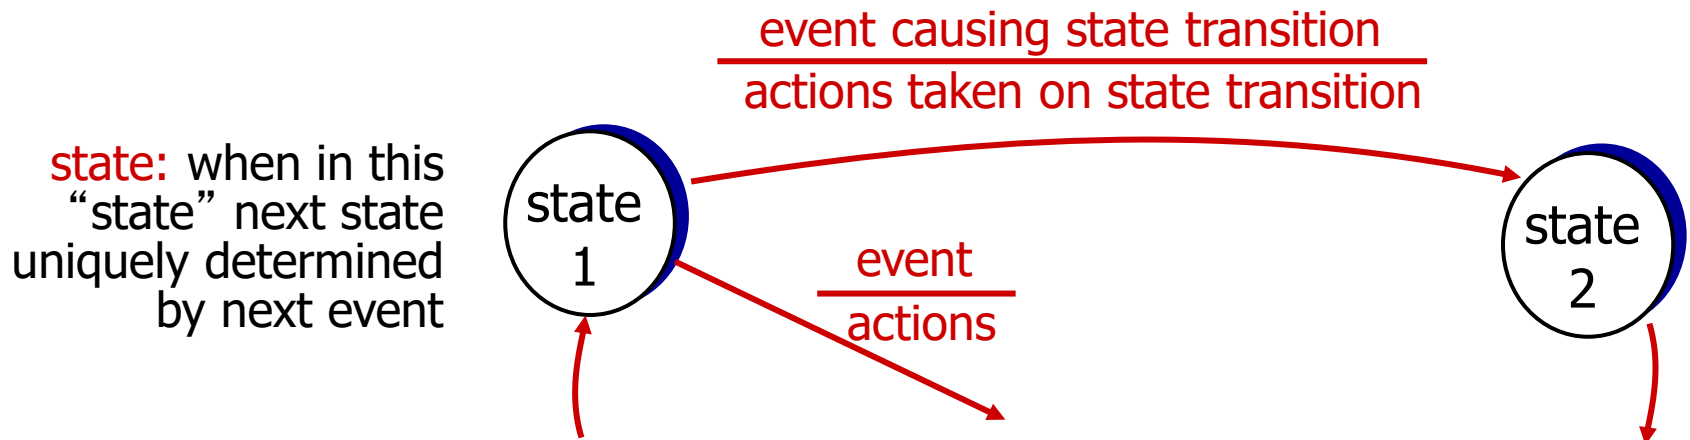 event causing state transition
actions taken on state transition
state: when in this
“state” next state
uniquely determined
by next event
state
1
event
actions
state
2